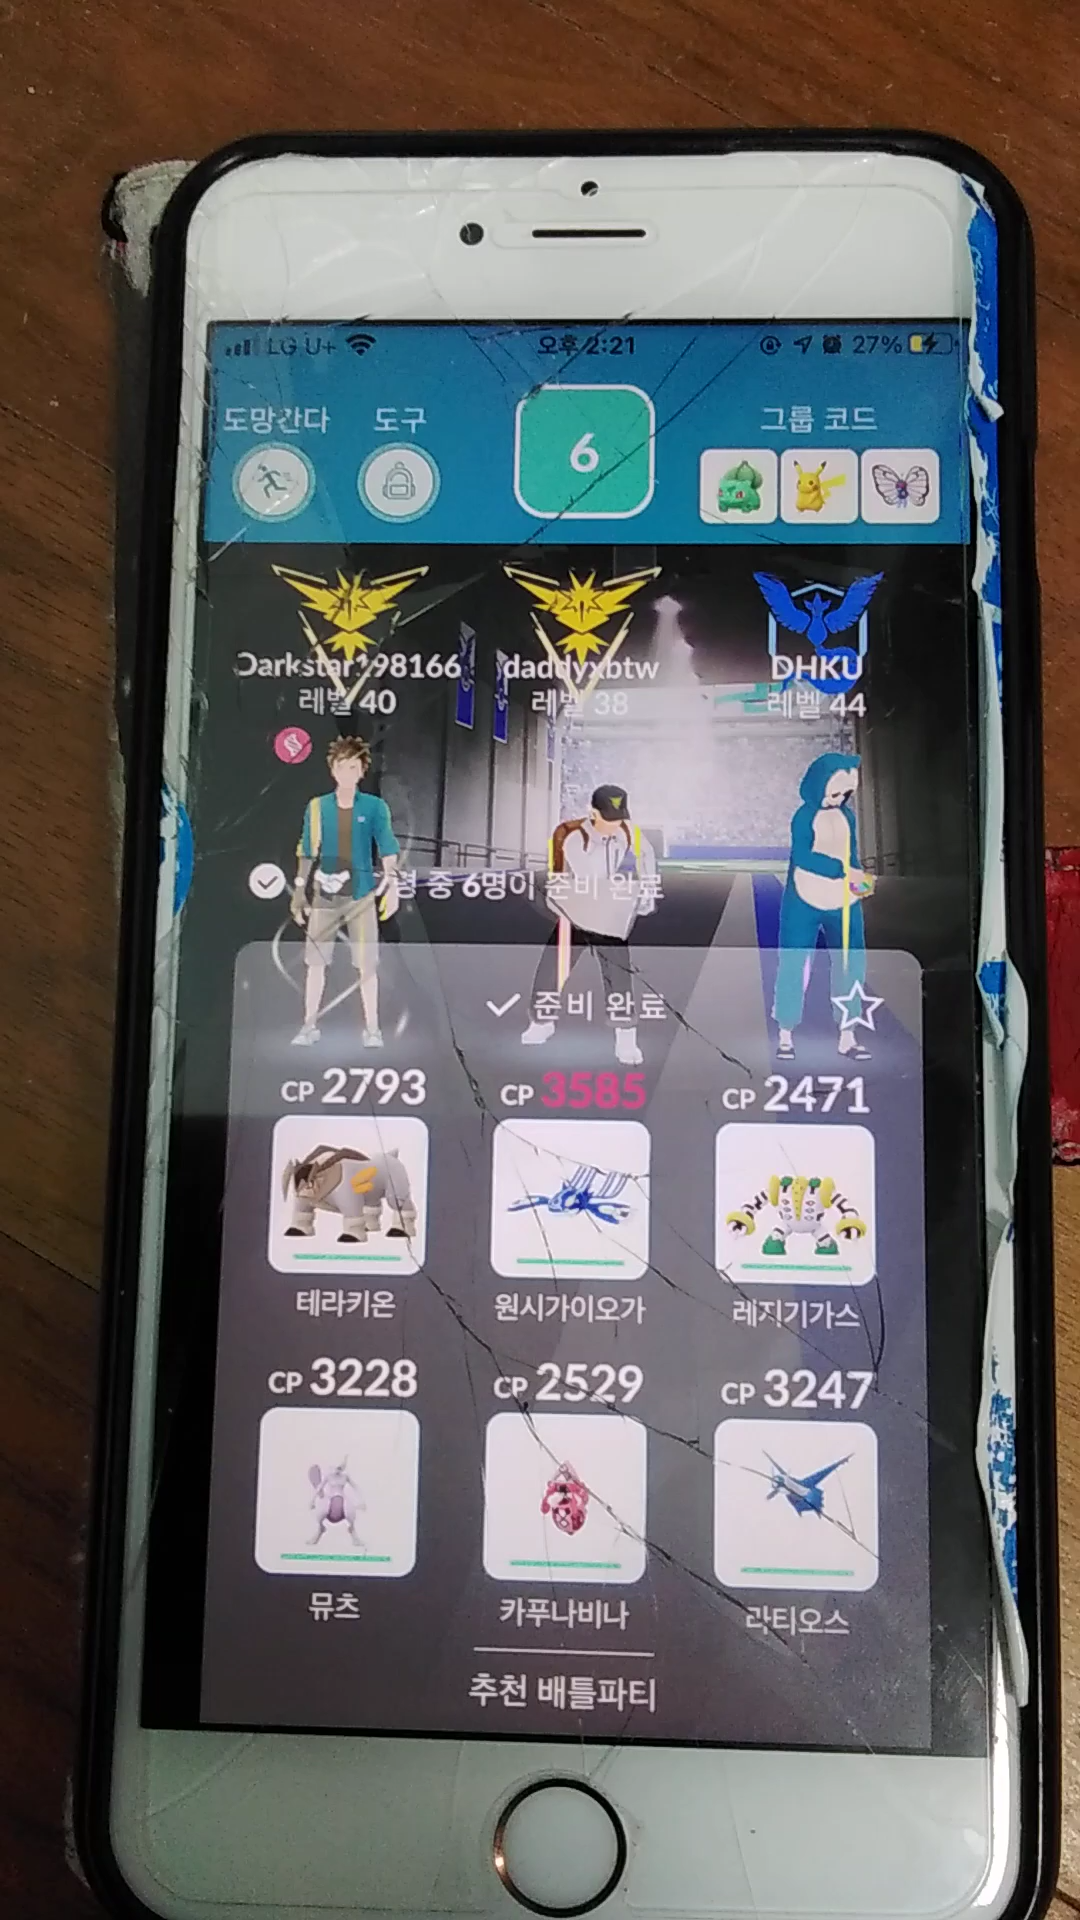 LG U+ 오후 2:21 27%
도망간다 도구 6 그룹 코드
Darkstar198166 daddyxbtw DHKU
레벨 40 레벨 38 레벨 44
명 중 6명이 준비 완료
준비 완료
CP 2793 CP 3585 CP 2471
테라키온 원시가이오가 레지기가스
CP 3228 CP 2529 CP 3247
뮤츠 카푸나비나 라티오스
추천 배틀파티